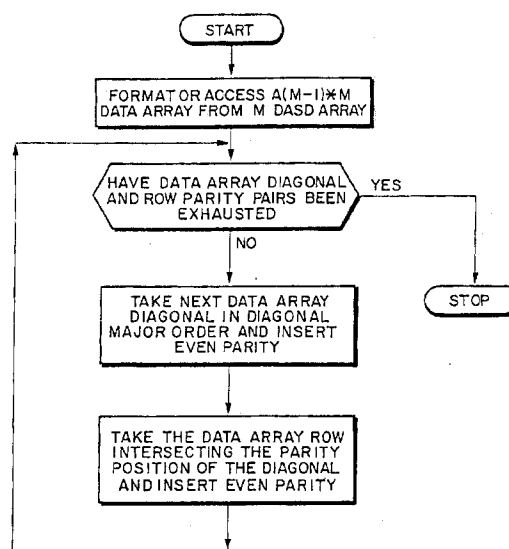 START
FORMAT OR ACCESS A(M-1)*M
DATA ARRAY FROM M DASD ARRAY
HAVE DATA ARRAY DIAGONAL
AND ROW PARITY PAIRS BEEN
EXHAUSTED
YES
NO
STOP
TAKE NEXT DATA ARRAY
DIAGONAL IN DIAGONAL
MAJOR ORDER AND INSERT
EVEN PARITY
TAKE THE DATA ARRAY ROW
INTERSECTING THE PARITY
POSITION OF THE DIAGONAL
AND INSERT EVEN PARITY